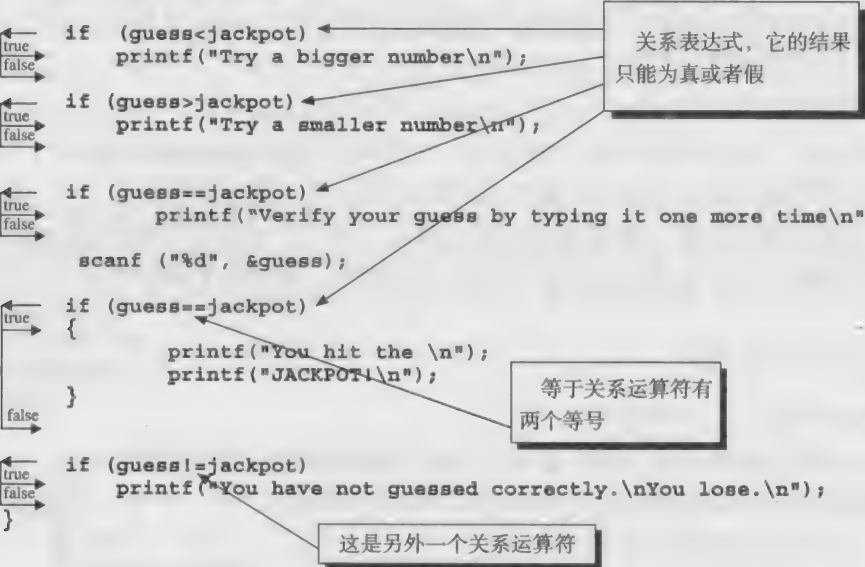 if (guess<jackpot)
关系表达式，它的结果
只能为真或者假
true
printf("Try a bigger number\n");
false
if (guess>jackpot)
true
printf("Try a smaller number\n");
false
if (guess==jackpot)
true
printf("Verify your guess by typing it one more time\n"
false
scanf ("%d", &guess);
if (guess==jackpot)
true
{
printf("You hit the \n");
printf("JACKPOT!\n");
}
false
等于关系运算符有
两个等号
if (guess!=jackpot)
true
printf("You have not guessed correctly.\nYou lose.\n");
false
}
这是另外一个关系运算符